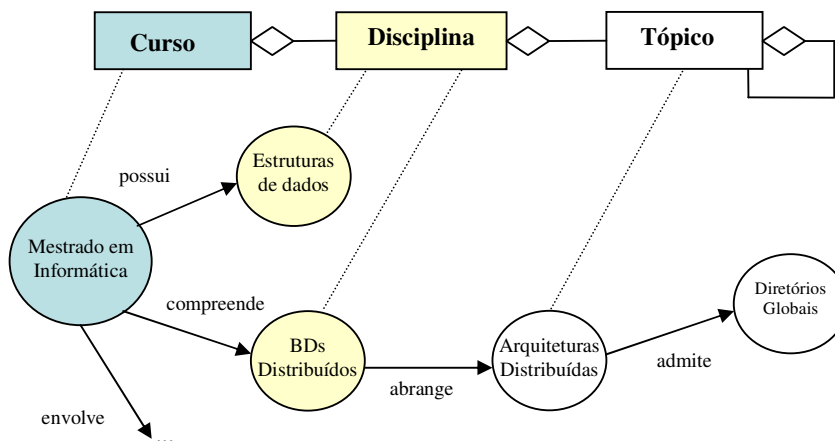 Curso
Disciplina
Tópico
Estruturas
de dados
possui
Mestrado em
Informática
Diretórios
Globais
compreende
BDs
Distribuídos
Arquiteturas
Distribuídas
admite
abrange
envolve
...